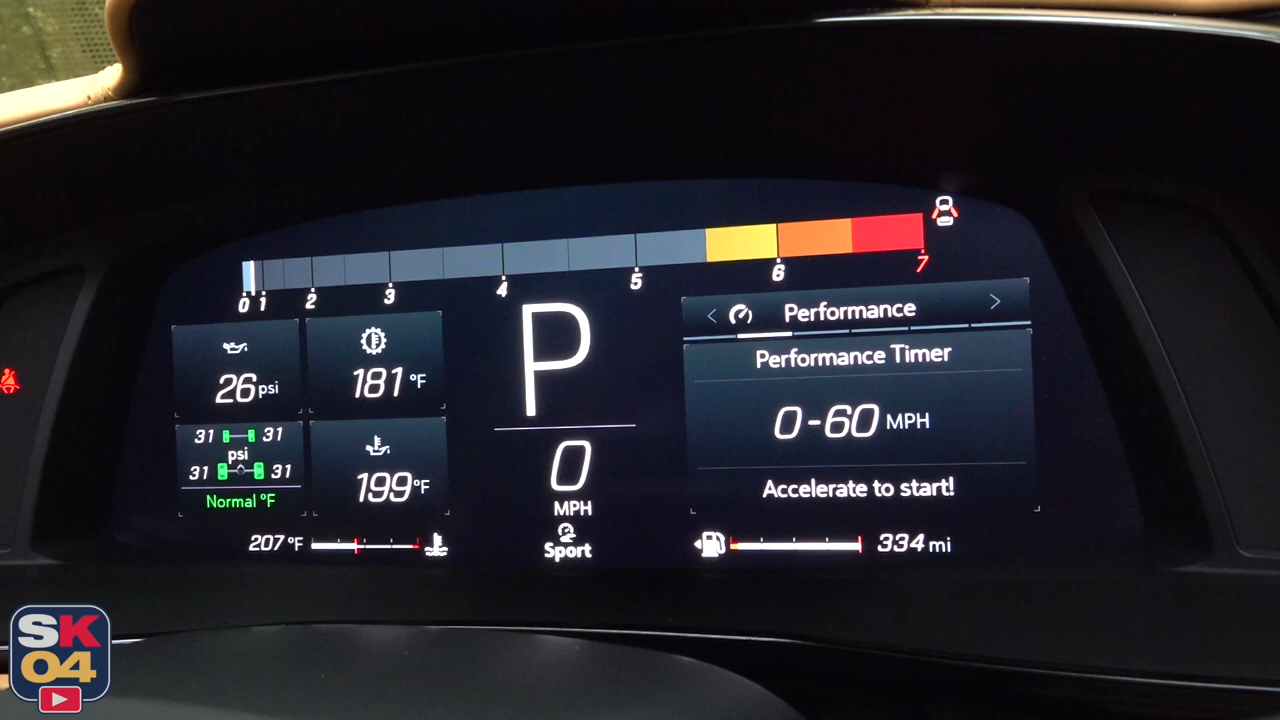 0 1 2 3 4 5 6 7
26 psi
181 °F
31 31
psi
31 31
Normal °F
199 °F
207 °F
P
0
MPH
Sport
Performance
Performance Timer
0-60 MPH
Accelerate to start!
334 mi
SK
04